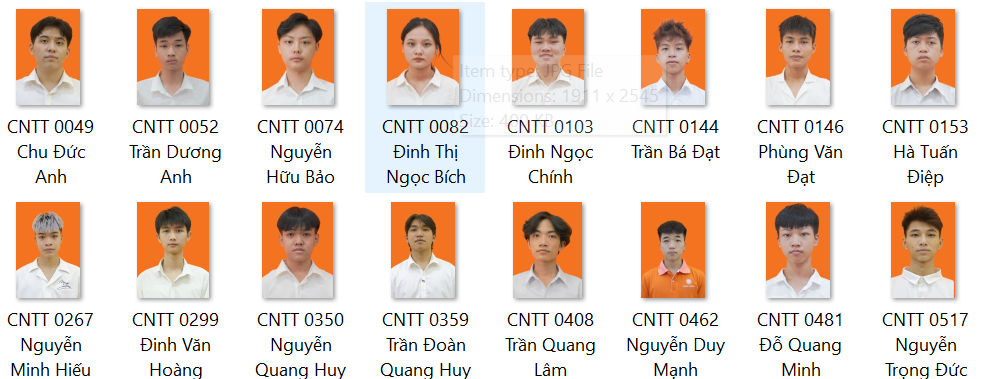 CNTT 0049
Chu Đức
Anh
CNTT 0052
Trần Dương
Anh
CNTT 0074
Nguyễn
Hữu Bảo
CNTT 0082
Đinh Thị
Ngọc Bích
CNTT 0103
Đinh Ngọc
Chính
CNTT 0144
Trần Bá Đạt
CNTT 0146
Phùng Văn
Đạt
CNTT 0153
Hà Tuấn
Điệp
Item type: JPG File
Dimensions: 1911 x 2545
Size: 400 KB
CNTT 0267
Nguyễn
Minh Hiếu
CNTT 0299
Đinh Văn
Hoàng
CNTT 0350
Nguyễn
Quang Huy
CNTT 0359
Trần Đoàn
Quang Huy
CNTT 0408
Trần Quang
Lâm
CNTT 0462
Nguyễn Duy
Mạnh
CNTT 0481
Đỗ Quang
Minh
CNTT 0517
Nguyễn
Trọng Đức